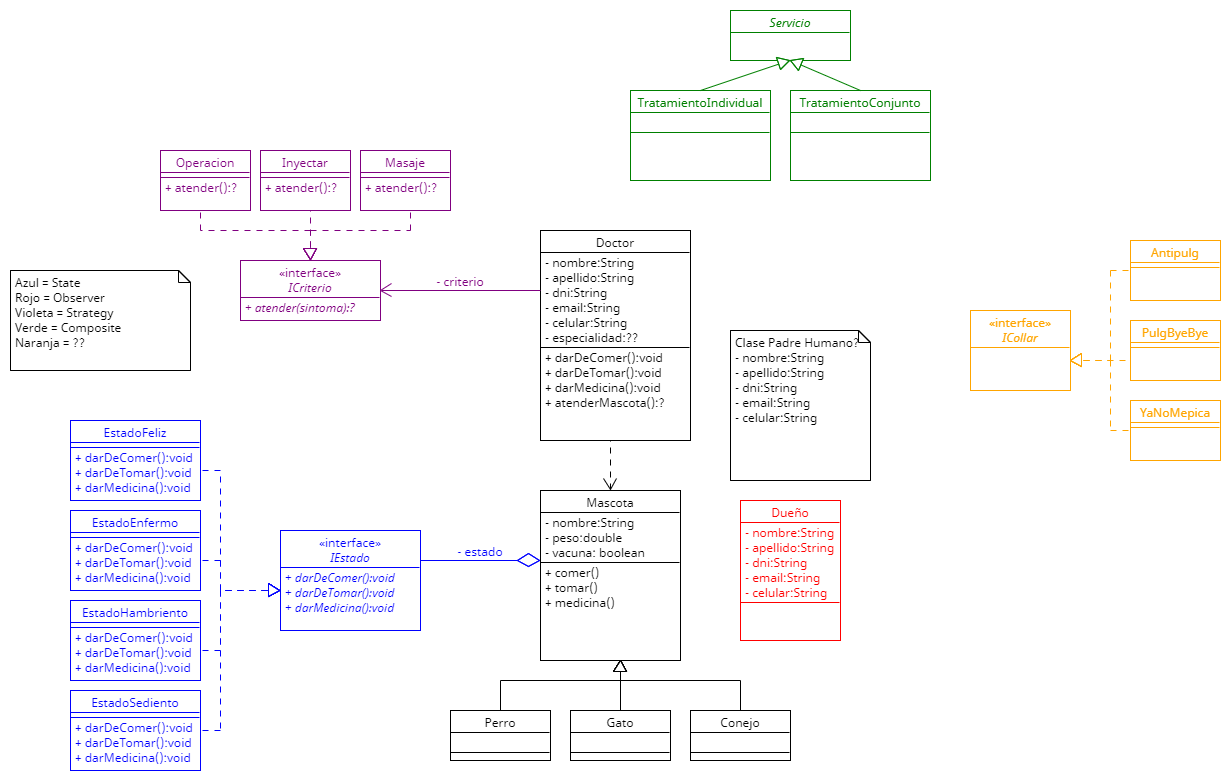 Servicio
TratamientoIndividual
TratamientoConjunto
Operacion
+ atender():?
Inyectar
+ atender():?
Masaje
+ atender():?
«interface»
ICriterio
+ atender(sintoma):?
- criterio
Doctor
- nombre:String
- apellido:String
- dni:String
- email:String
- celular:String
- especialidad:??
+ darDeComer():void
+ darDeTomar():void
+ darMedicina():void
+ atenderMascota():?
Azul = State
Rojo = Observer
Violeta = Strategy
Verde = Composite
Naranja = ??
Clase Padre Humano?
- nombre:String
- apellido:String
- dni:String
- email:String
- celular:String
«interface»
ICollar
Antipulg
PulgByeBye
YaNoMepica
EstadoFeliz
+ darDeComer():void
+ darDeTomar():void
+ darMedicina():void
EstadoEnfermo
+ darDeComer():void
+ darDeTomar():void
+ darMedicina():void
EstadoHambriento
+ darDeComer():void
+ darDeTomar():void
+ darMedicina():void
EstadoSediento
+ darDeComer():void
+ darDeTomar():void
+ darMedicina():void
«interface»
IEstado
+ darDeComer():void
+ darDeTomar():void
+ darMedicina():void
- estado
Mascota
- nombre:String
- peso:double
- vacuna: boolean
+ comer()
+ tomar()
+ medicina()
Dueño
- nombre:String
- apellido:String
- dni:String
- email:String
- celular:String
Perro
Gato
Conejo